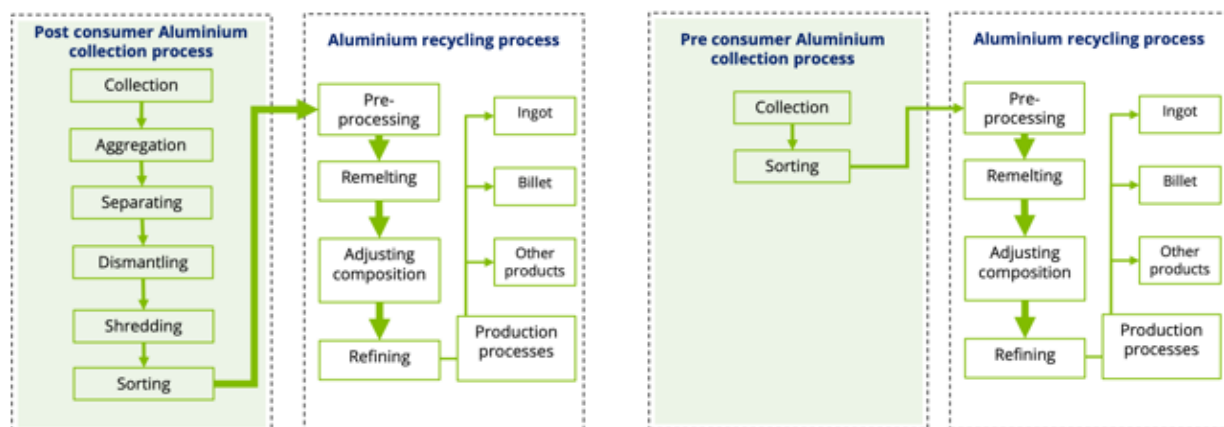 Post consumer Aluminium
collection process
Collection
Aggregation
Separating
Dismantling
Shredding
Sorting
Aluminium recycling process
Pre-
processing
Remelting
Adjusting
composition
Refining
Ingot
Billet
Other
products
Production
processes
Pre consumer Aluminium
collection process
Collection
Sorting
Aluminium recycling process
Pre-
processing
Remelting
Adjusting
composition
Refining
Ingot
Billet
Other
products
Production
processes